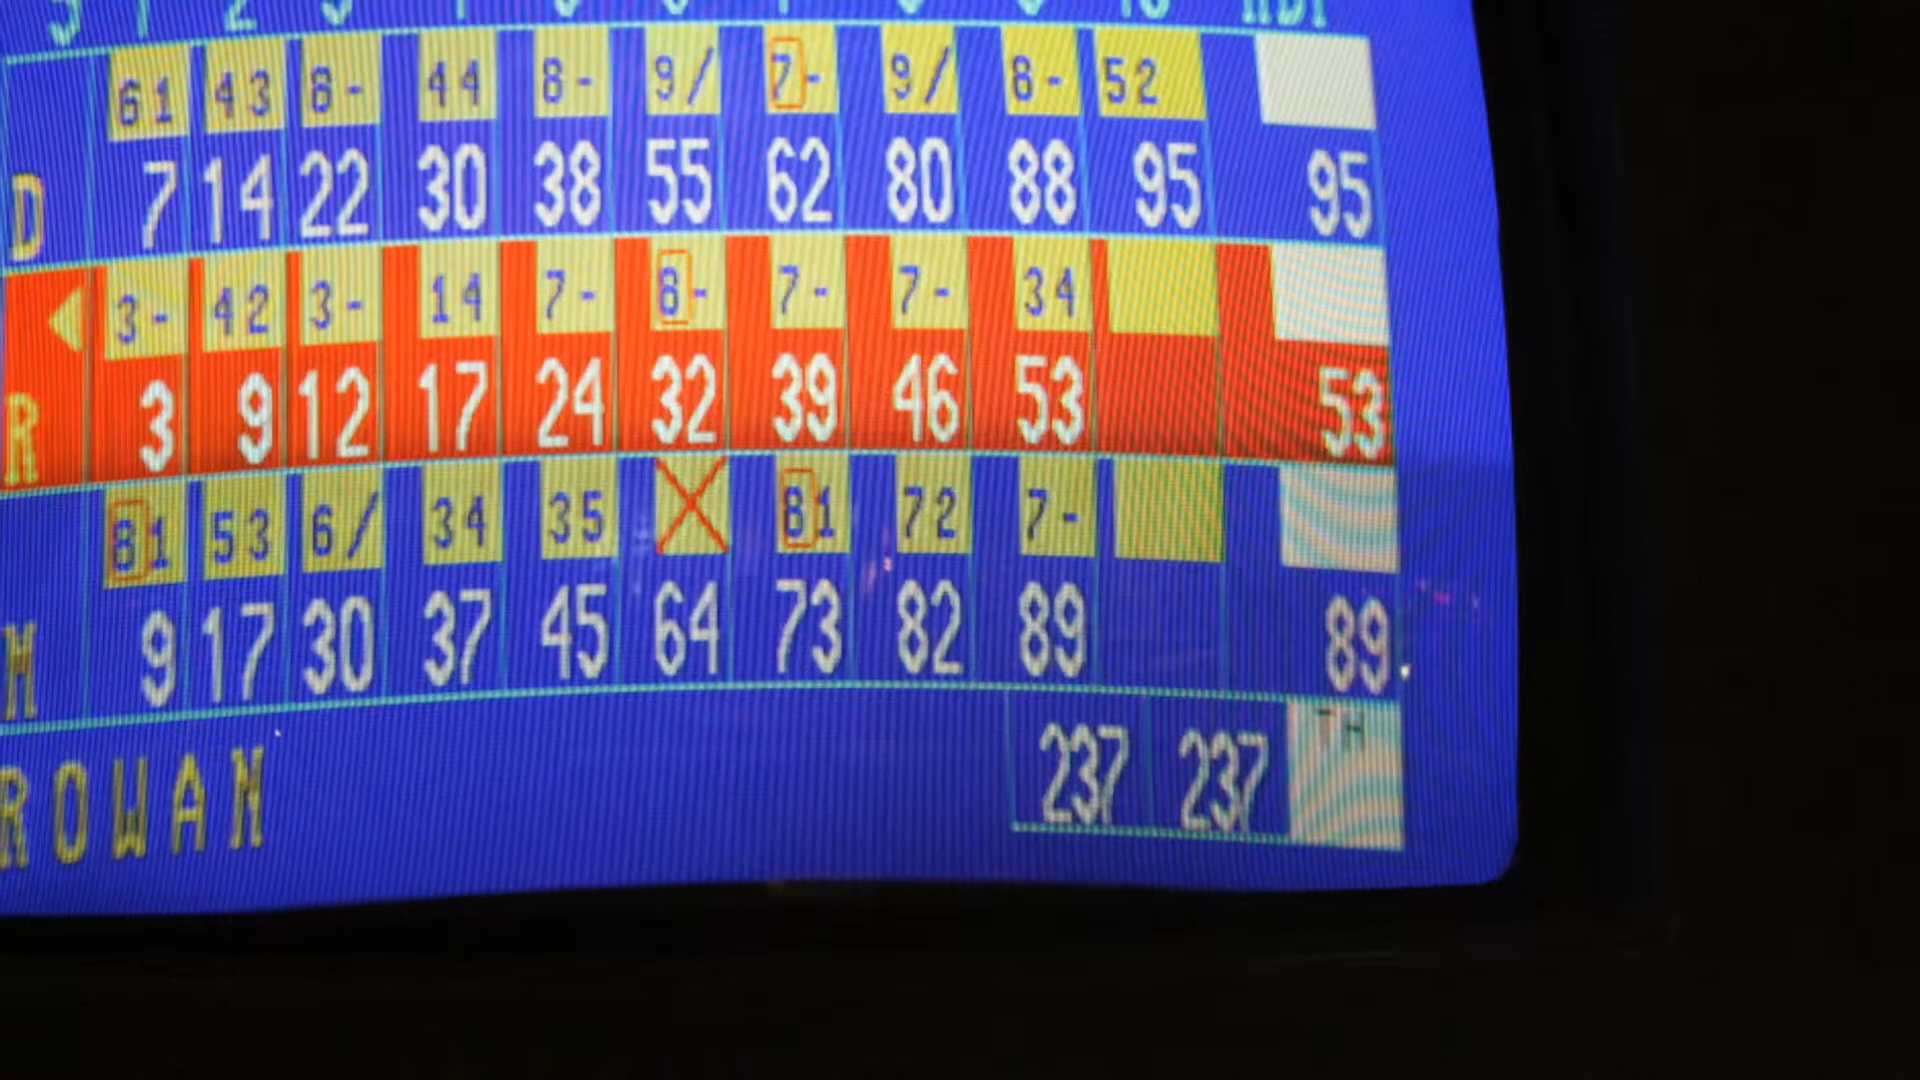 61 43 8- 44 8- 9/ 7- 9/ 8- 52
D 7 14 22 30 38 55 62 80 88 95 95
3- 42 3- 14 7- 8- 7- 7- 34
R 3 9 12 17 24 32 39 46 53 53
81 53 6/ 34 35 X 81 72 7-
M 9 17 30 37 45 64 73 82 89 89
TH
ROWAN 237 237